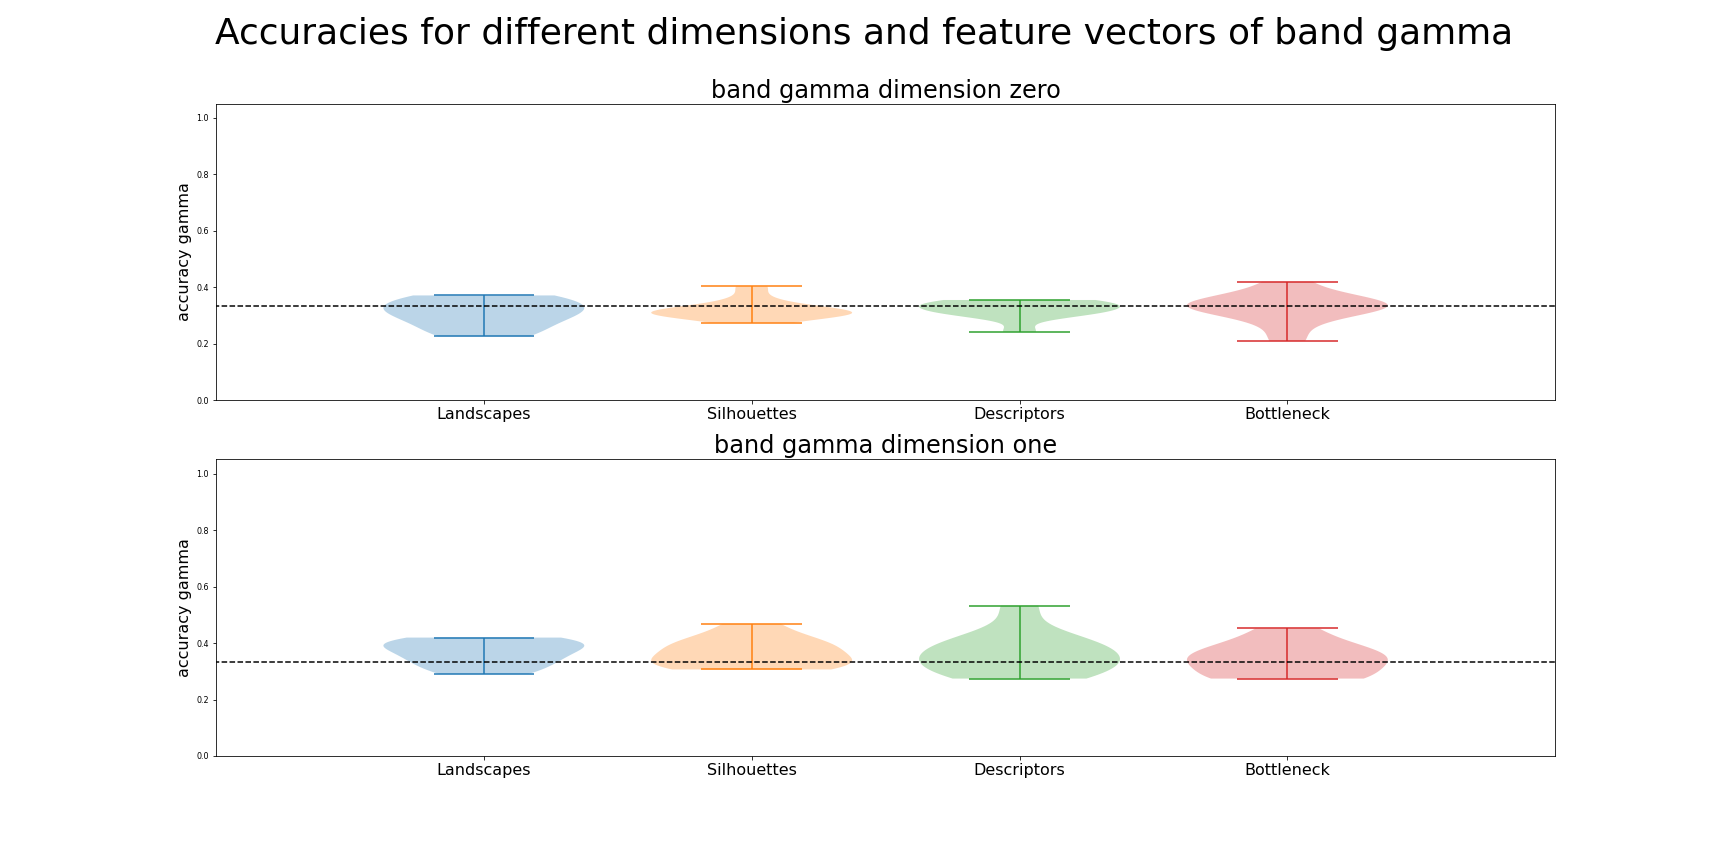 Accuracies for different dimensions and feature vectors of band gamma
band gamma dimension zero
accuracy gamma
1.0
0.8
0.6
0.4
0.2
0.0
Landscapes Silhouettes Descriptors Bottleneck
band gamma dimension one
accuracy gamma
1.0
0.8
0.6
0.4
0.2
0.0
Landscapes Silhouettes Descriptors Bottleneck